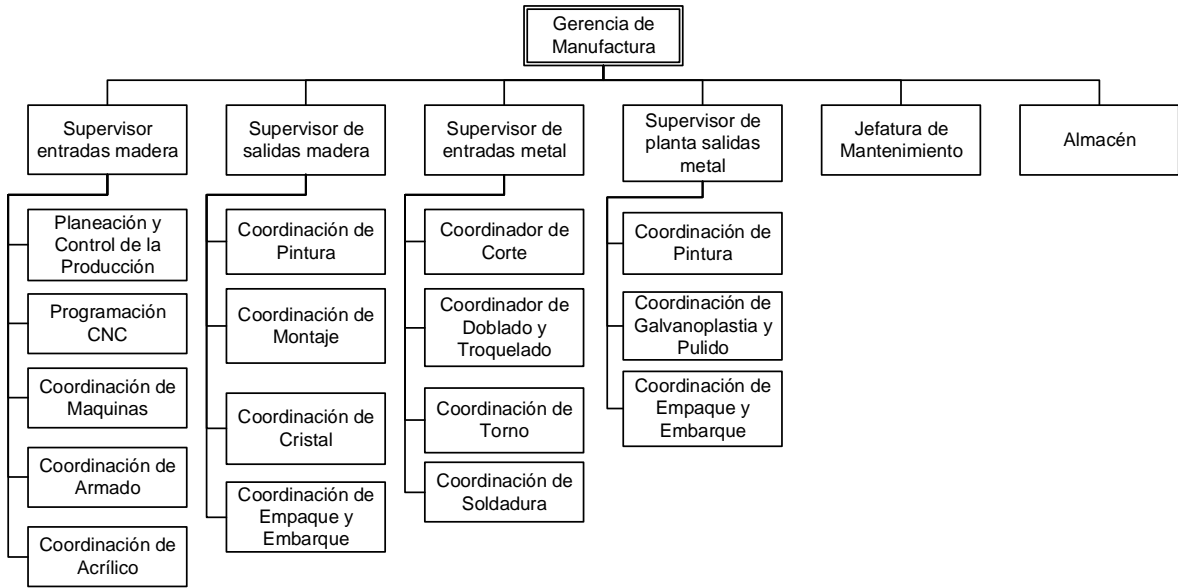 Gerencia de
Manufactura
Supervisor
entradas madera
Supervisor de
salidas madera
Supervisor de
entradas metal
Supervisor de
planta salidas
metal
Jefatura de
Mantenimiento
Almacén
Planeación y
Control de la
Producción
Programación
CNC
Coordinación de
Maquinas
Coordinación de
Armado
Coordinación de
Acrílico
Coordinación de
Pintura
Coordinación de
Montaje
Coordinación de
Cristal
Coordinación de
Empaque y
Embarque
Coordinador de
Corte
Coordinador de
Doblado y
Troquelado
Coordinación de
Torno
Coordinación de
Soldadura
Coordinación de
Pintura
Coordinación de
Galvanoplastia y
Pulido
Coordinación de
Empaque y
Embarque